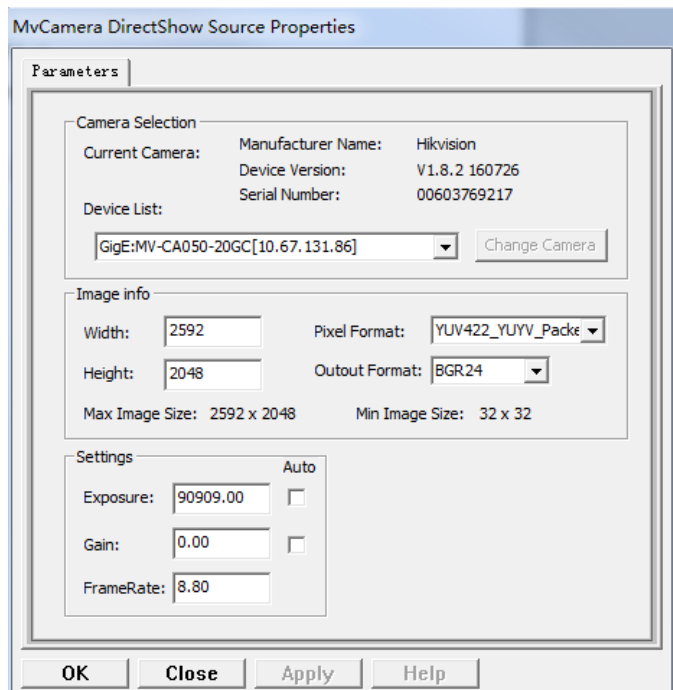 MvCamera DirectShow Source Properties
Parameters
Camera Selection
Current Camera:
Manufacturer Name: Hikvision
Device Version: V1.8.2 160726
Serial Number: 00603769217
Device List:
GigE:MV-CA050-20GC[10.67.131.86]
Change Camera
Image info
Width: 2592
Pixel Format: YUV422_YUYV_Packe
Height: 2048
Outout Format: BGR24
Max Image Size: 2592 x 2048
Min Image Size: 32 x 32
Settings
Auto
Exposure: 90909.00
Gain: 0.00
FrameRate: 8.80
OK Close Apply Help